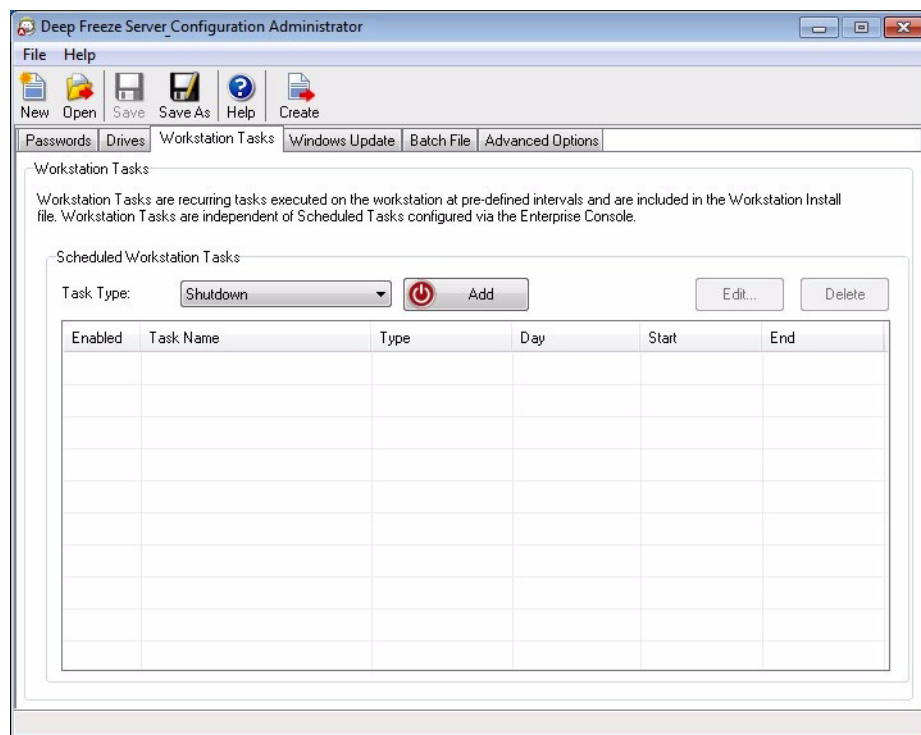 Deep Freeze Server_Configuration Administrator
File Help
New Open Save Save As Help Create
Passwords Drives Workstation Tasks Windows Update Batch File Advanced Options
Workstation Tasks
Workstation Tasks are recurring tasks executed on the workstation at pre-defined intervals and are included in the Workstation Install
file. Workstation Tasks are independent of Scheduled Tasks configured via the Enterprise Console.
Scheduled Workstation Tasks
Task Type: Shutdown Add Edit... Delete
Enabled Task Name Type Day Start End